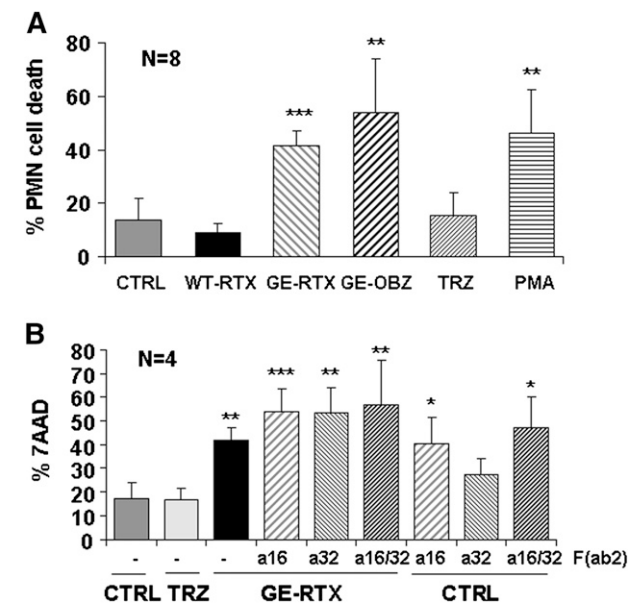 A
80
N=8
**
**
***
60
40
20
0
% PMN cell death
CTRL WT-RTX GE-RTX GE-OBZ TRZ PMA
B
80
N=4
70
60
50
40
30
20
10
0
% 7AAD
**
***
**
**
*
*
- - - a16 a32 a16/32 a16 a32 a16/32 F(ab2)
CTRL TRZ GE-RTX CTRL